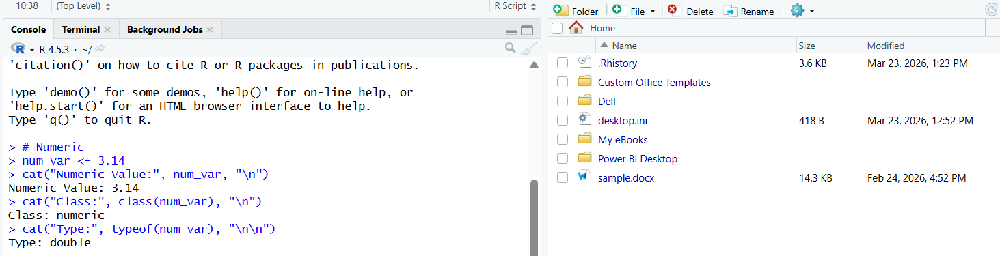 10:38 (Top Level) R Script
Console Terminal Background Jobs
R 4.5.3 · ~/
'citation()' on how to cite R or R packages in publications.
Type 'demo()' for some demos, 'help()' for on-line help, or
'help.start()' for an HTML browser interface to help.
Type 'q()' to quit R.
> # Numeric
> num_var <- 3.14
> cat("Numeric Value:", num_var, "\n")
Numeric Value: 3.14
> cat("Class:", class(num_var), "\n")
Class: numeric
> cat("Type:", typeof(num_var), "\n\n")
Type: double
Folder File Delete Rename
Home ...
Name Size Modified
.Rhistory 3.6 KB Mar 23, 2026, 1:23 PM
Custom Office Templates
Dell
desktop.ini 418 B Mar 23, 2026, 12:52 PM
My eBooks
Power BI Desktop
sample.docx 14.3 KB Feb 24, 2026, 4:52 PM